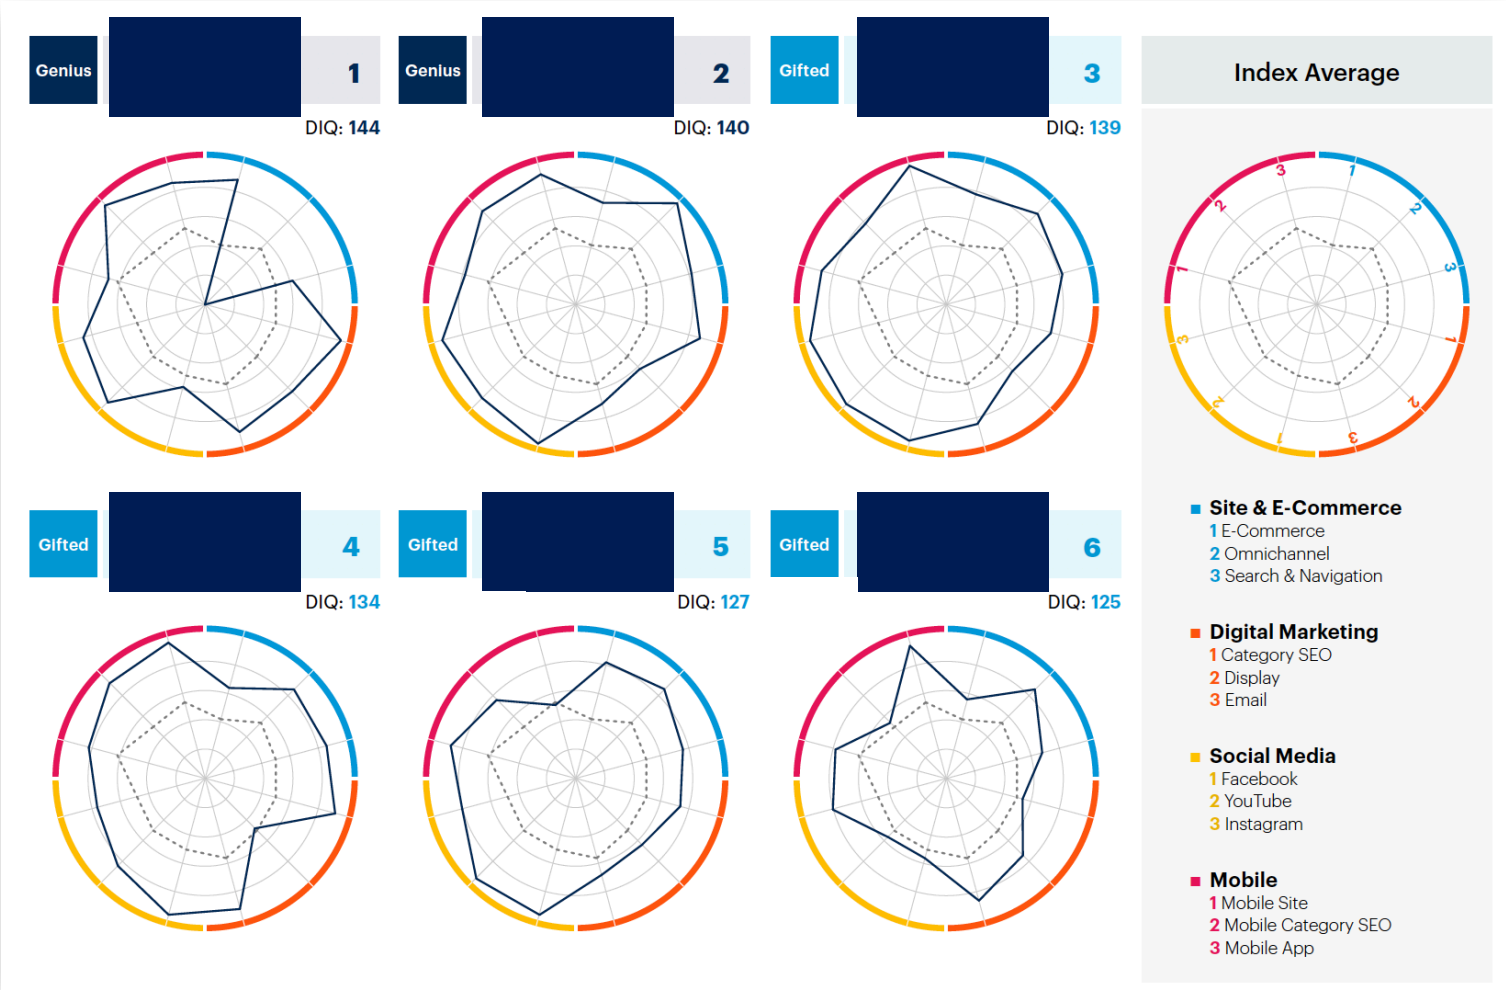 Genius
1
DIQ: 144
Genius
2
DIQ: 140
Gifted
3
DIQ: 139
Index Average
3
1
2
2
1
3
3
1
2
2
1
3
Gifted
4
DIQ: 134
Gifted
5
DIQ: 127
Gifted
6
DIQ: 125
Site & E-Commerce
1 E-Commerce
2 Omnichannel
3 Search & Navigation
Digital Marketing
1 Category SEO
2 Display
3 Email
Social Media
1 Facebook
2 YouTube
3 Instagram
Mobile
1 Mobile Site
2 Mobile Category SEO
3 Mobile App